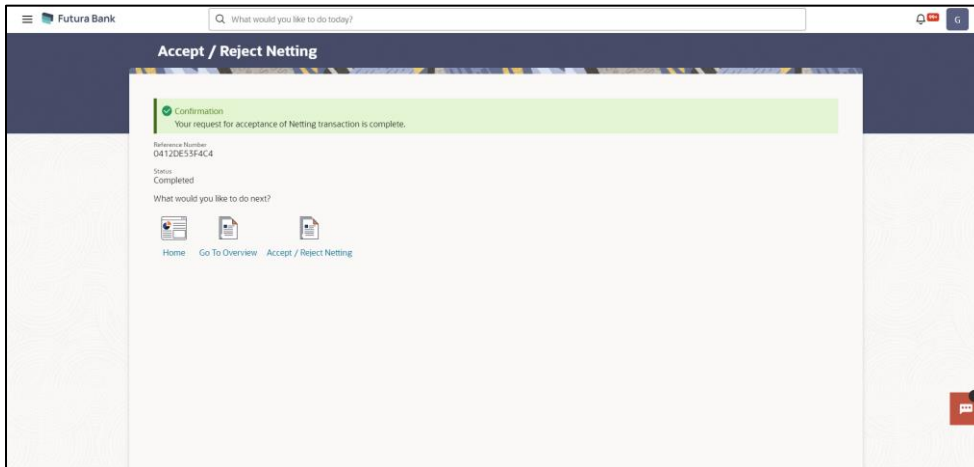 Futura Bank
What would you like to do today?
G
Accept / Reject Netting
Confirmation
Your request for acceptance of Netting transaction is complete.
Reference Number
0412DE53F4C4
Status
Completed
What would you like to do next?
Home Go To Overview Accept / Reject Netting